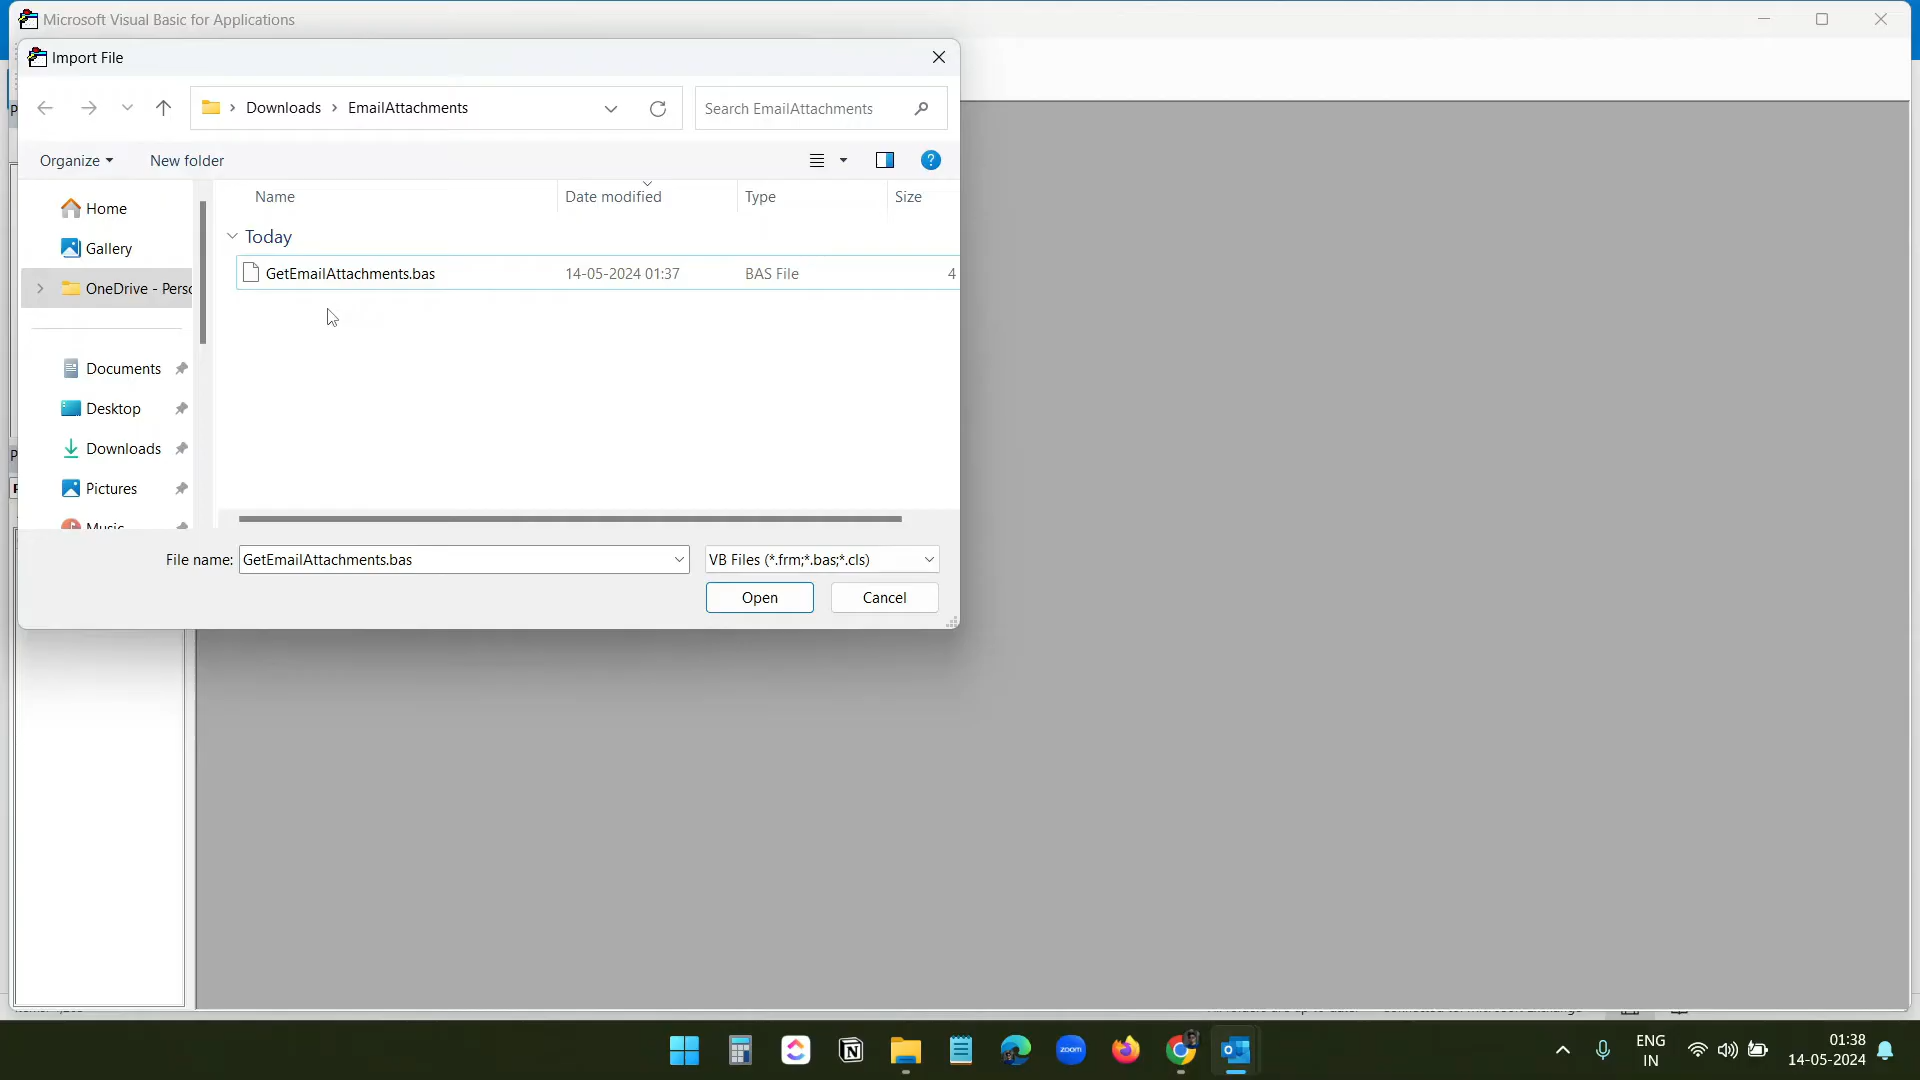 Microsoft Visual Basic for Applications
Import File
Downloads
EmailAttachments
Search EmailAttachments
Organize
New folder
Name
Date modified
Type
Size
Home
Gallery
OneDrive - Perso
Documents
Desktop
Downloads
Pictures
Music
Today
GetEmailAttachments.bas
14-05-2024 01:37
BAS File
4
File name:
GetEmailAttachments.bas
VB Files (*.frm;*.bas;*.cls)
Open
Cancel
zoom
ENG
IN
01:38
14-05-2024